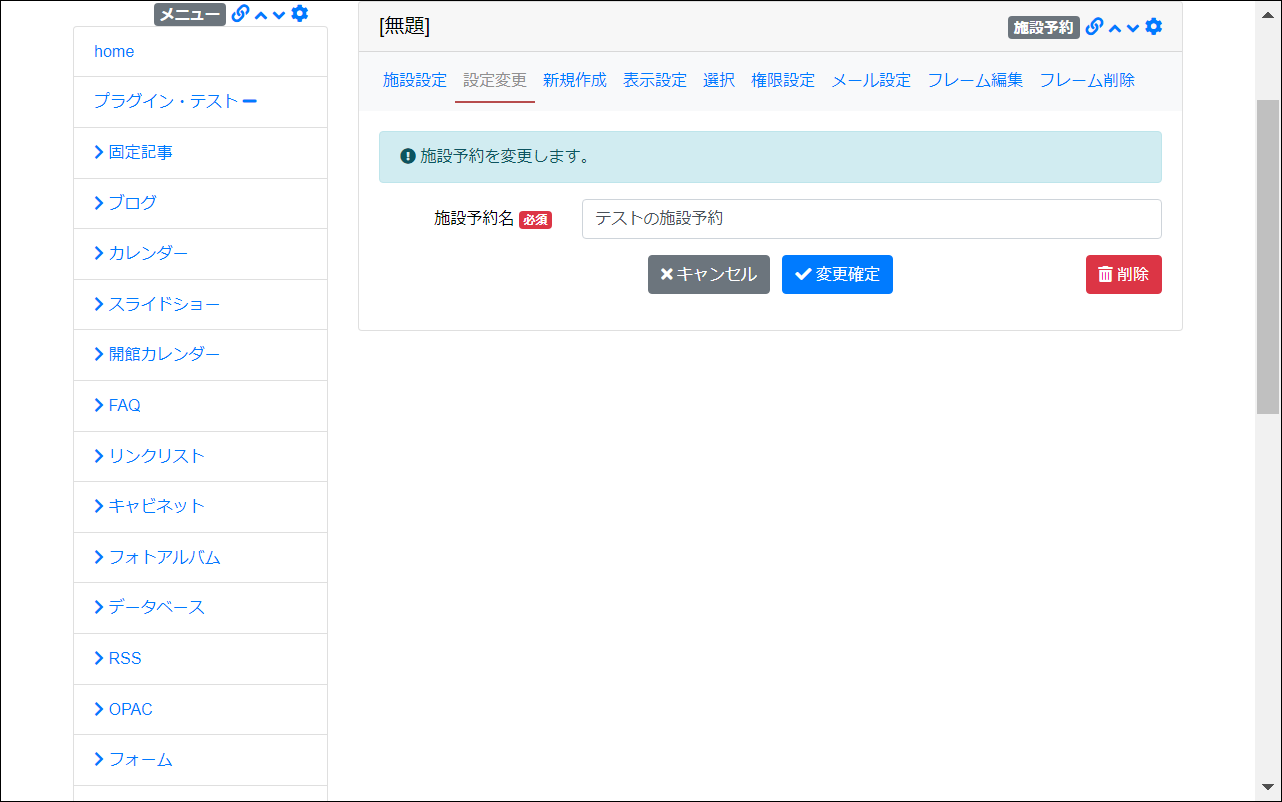 メニュー
home
プラグイン・テスト
固定記事
ブログ
カレンダー
スライドショー
開館カレンダー
FAQ
リンクリスト
キャビネット
フォトアルバム
データベース
RSS
OPAC
フォーム
[無題] 施設予約
施設設定 設定変更 新規作成 表示設定 選択 権限設定 メール設定 フレーム編集 フレーム削除
施設予約を変更します。
施設予約名 必須 テストの施設予約
キャンセル 変更確定 削除